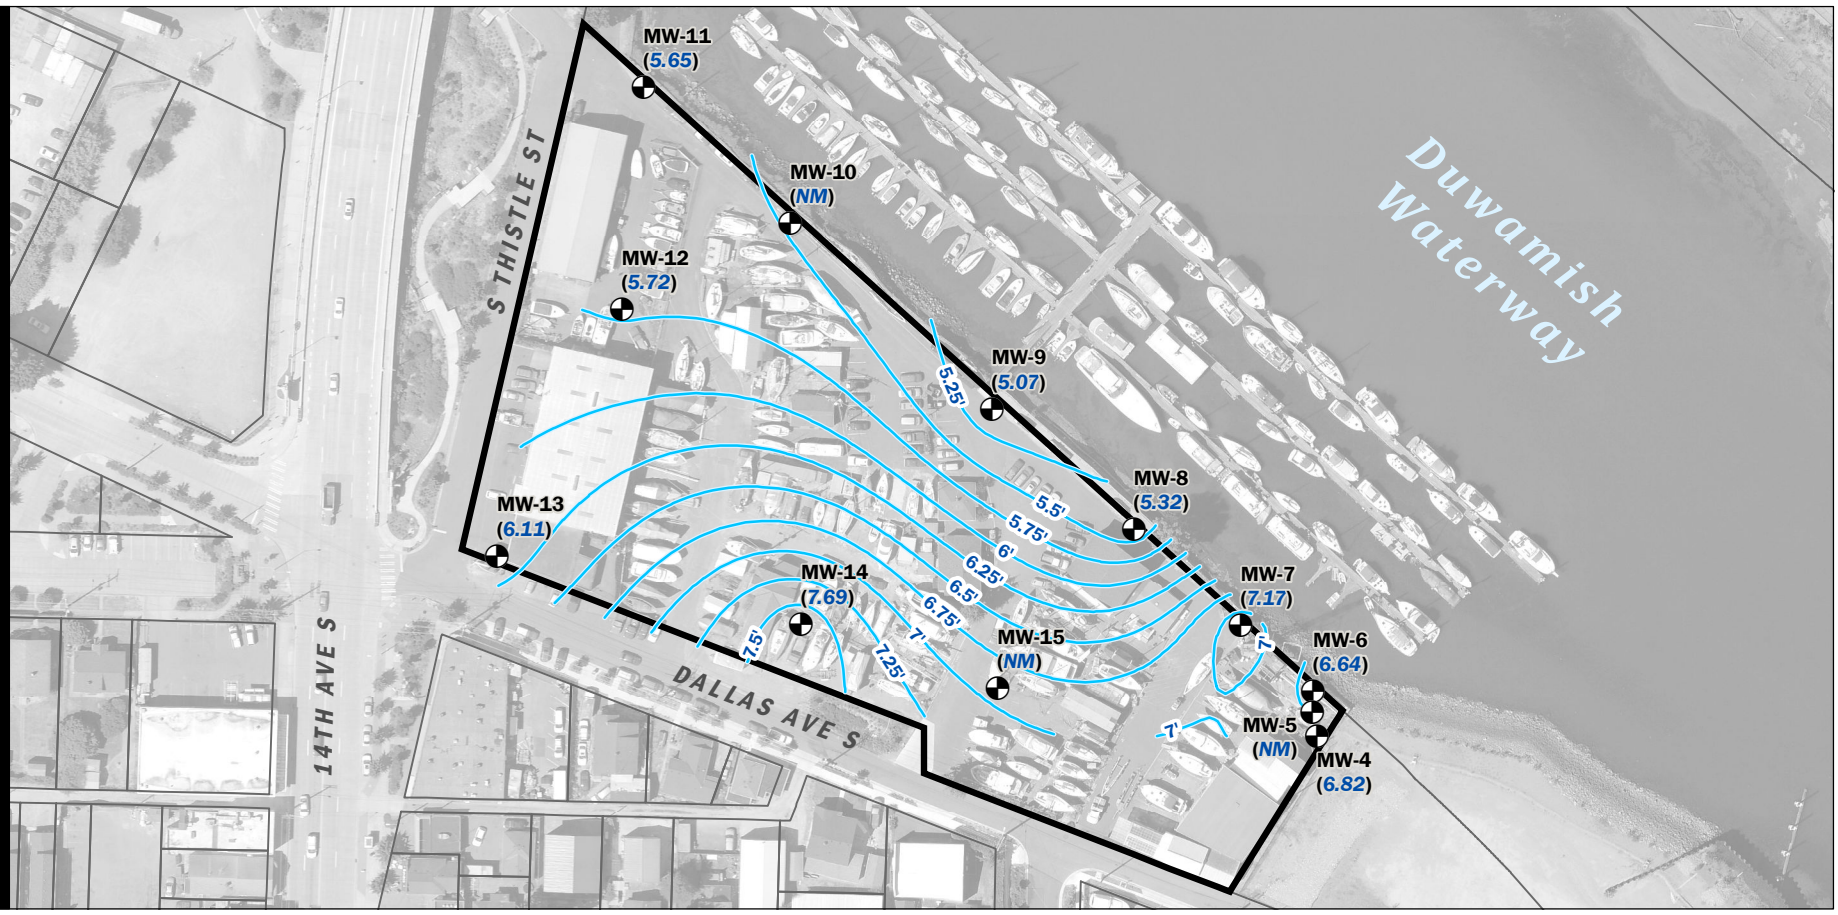 MW-11
(5.65)
MW-10
(NM)
Duwamish
Waterway
S THISTLE ST
MW-12
(5.72)
MW-9
(5.07)
5.25'
MW-8
(5.32)
5.5'
5.75'
6'
6.25'
6.5'
6.75'
7'
7.25'
7.5'
MW-13
(6.11)
MW-14
(7.69)
MW-7
(7.17)
7'
MW-15
(NM)
MW-6
(6.64)
7'
MW-5
(NM)
MW-4
(6.82)
14TH AVE S
DALLAS AVE S